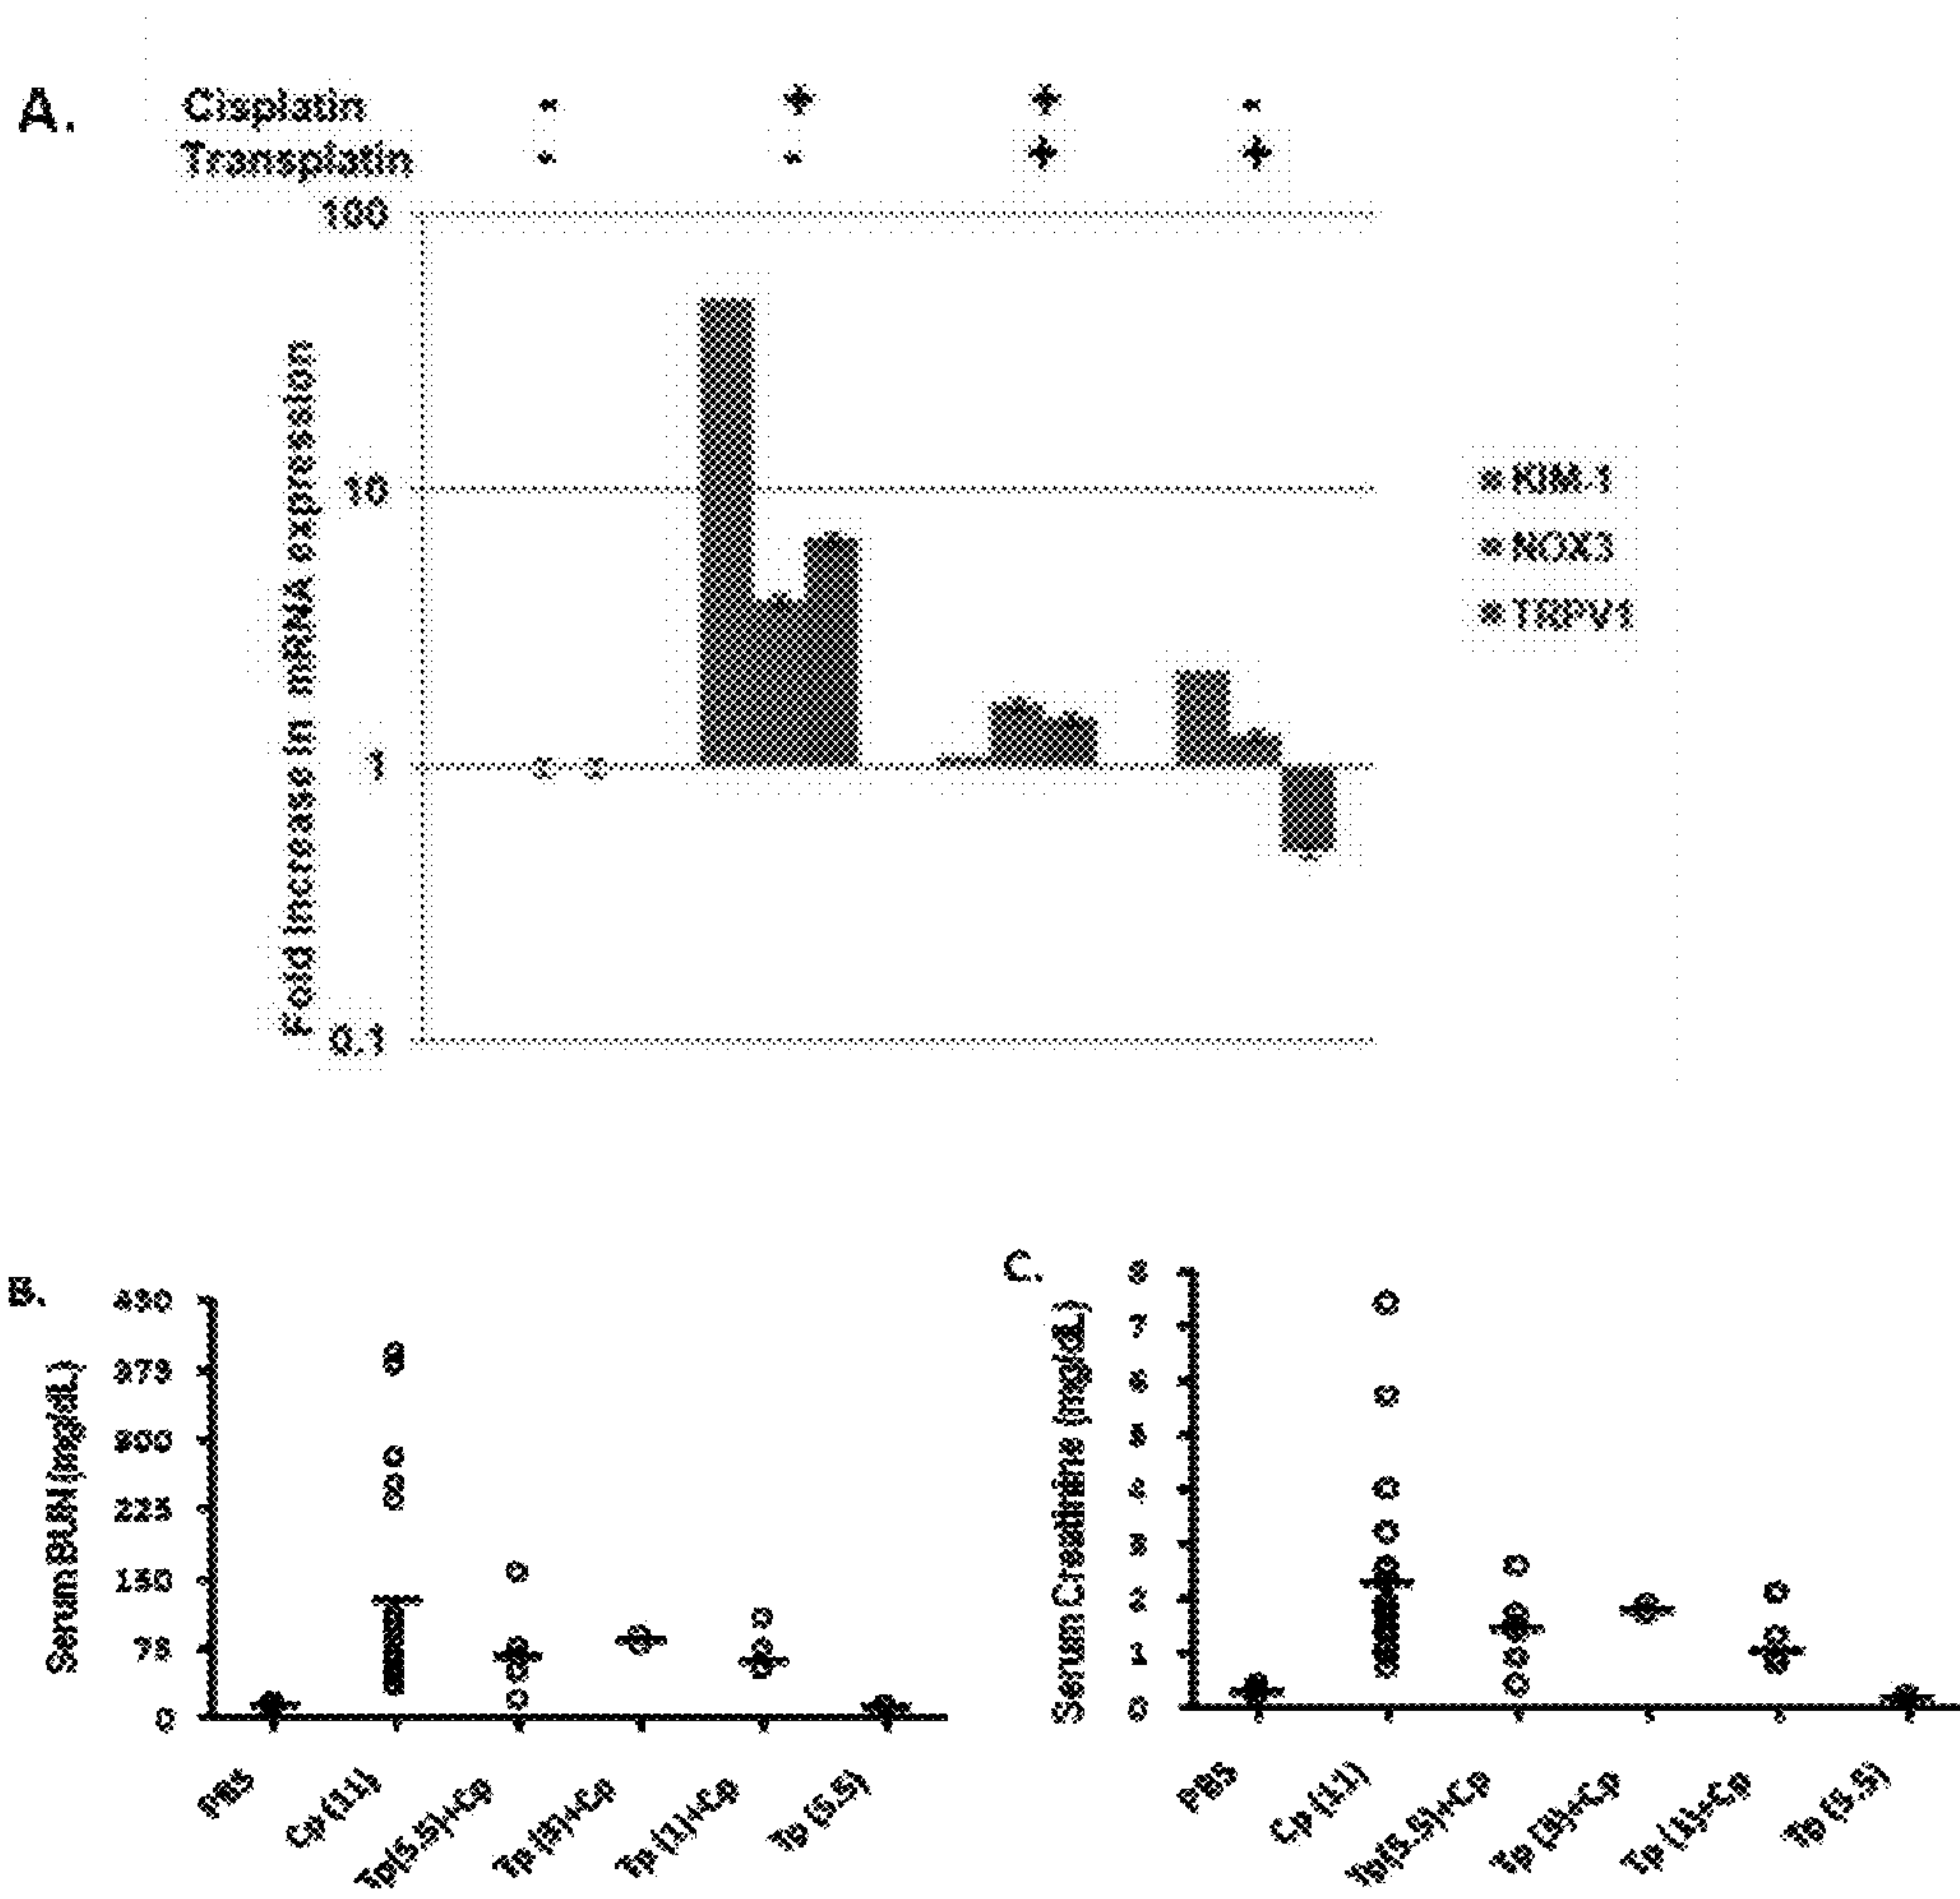 A.
Cisplatin - + + -
Transplatin - - + +
100
10
1
0.1
Fold increase in mRNA expression
KIM-1
NOX3
TRPV1
B.
450
375
300
225
150
75
0
Serum BUN (mg/dL)
PBS
Cp (11)
Tp(5.5)+Cp
Tp (3)+Cp
Tp (1)+Cp
Tp (5.5)
C.
8
7
6
5
4
3
2
1
0
Serum Creatinine (mg/dL)
PBS
Cp (11)
Tp(5.5)+Cp
Tp (3)+Cp
Tp (1)+Cp
Tp (5.5)